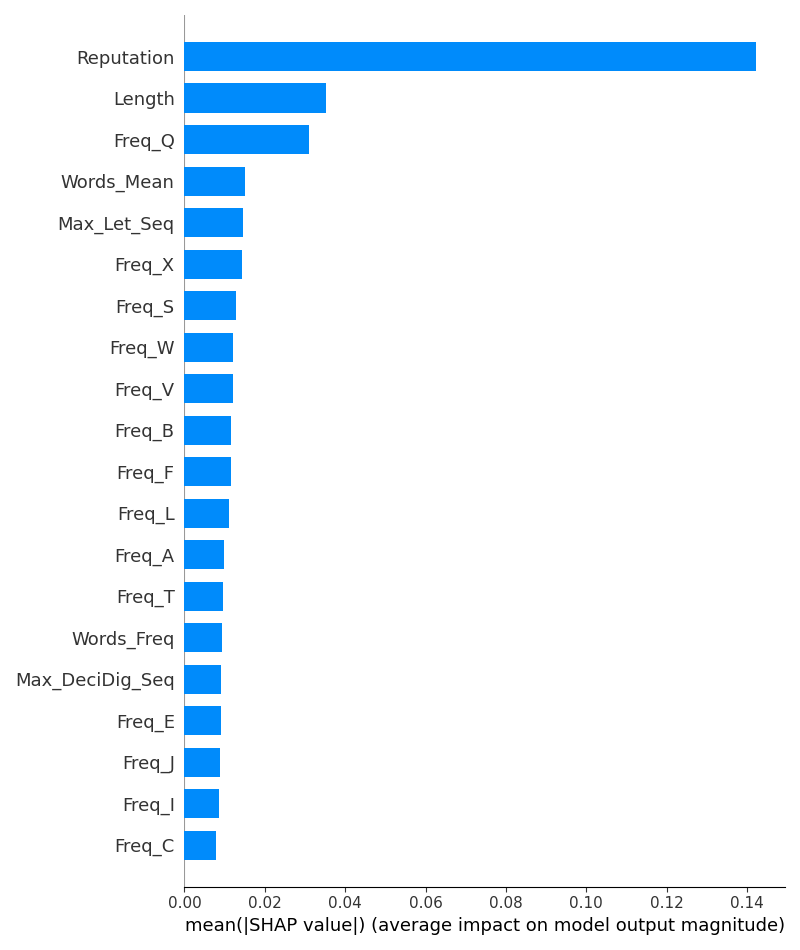 Reputation
Length
Freq_Q
Words_Mean
Max_Let_Seq
Freq_X
Freq_S
Freq_W
Freq_V
Freq_B
Freq_F
Freq_L
Freq_A
Freq_T
Words_Freq
Max_DeciDig_Seq
Freq_E
Freq_J
Freq_I
Freq_C
0.00 0.02 0.04 0.06 0.08 0.10 0.12 0.14
mean(|SHAP value|) (average impact on model output magnitude)